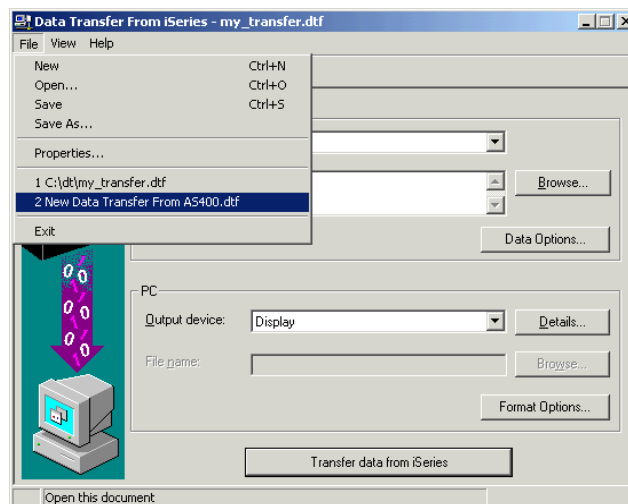 Data Transfer From iSeries - my_transfer.dtf
File View Help
New Ctrl+N
Open... Ctrl+O
Save Ctrl+S
Save As...
Properties...
1 C:\dt\my_transfer.dtf
2 New Data Transfer From AS400.dtf
Exit
Browse...
Data Options...
PC
Output device: Display Details...
File name: Browse...
Format Options...
Transfer data from iSeries
Open this document